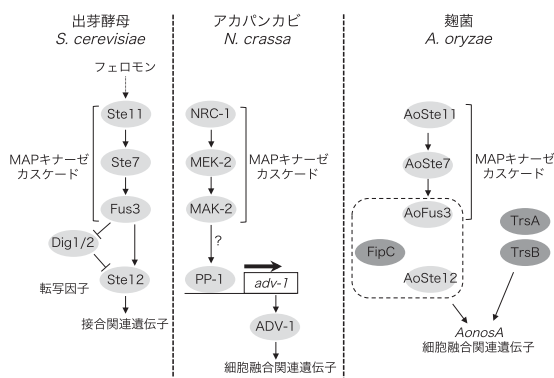 出芽酵母
S. cerevisiae
フェロモン
Ste11
MAPキナーゼ
カスケード
Ste7
Fus3
Dig1/2
Ste12
転写因子
接合関連遺伝子
アカパンカビ
N. crassa
NRC-1
MEK-2
MAPキナーゼ
カスケード
MAK-2
?
PP-1
adv-1
ADV-1
細胞融合関連遺伝子
麹菌
A. oryzae
AoSte11
AoSte7
MAPキナーゼ
カスケード
AoFus3
TrsA
FipC
TrsB
AoSte12
AonosA
細胞融合関連遺伝子